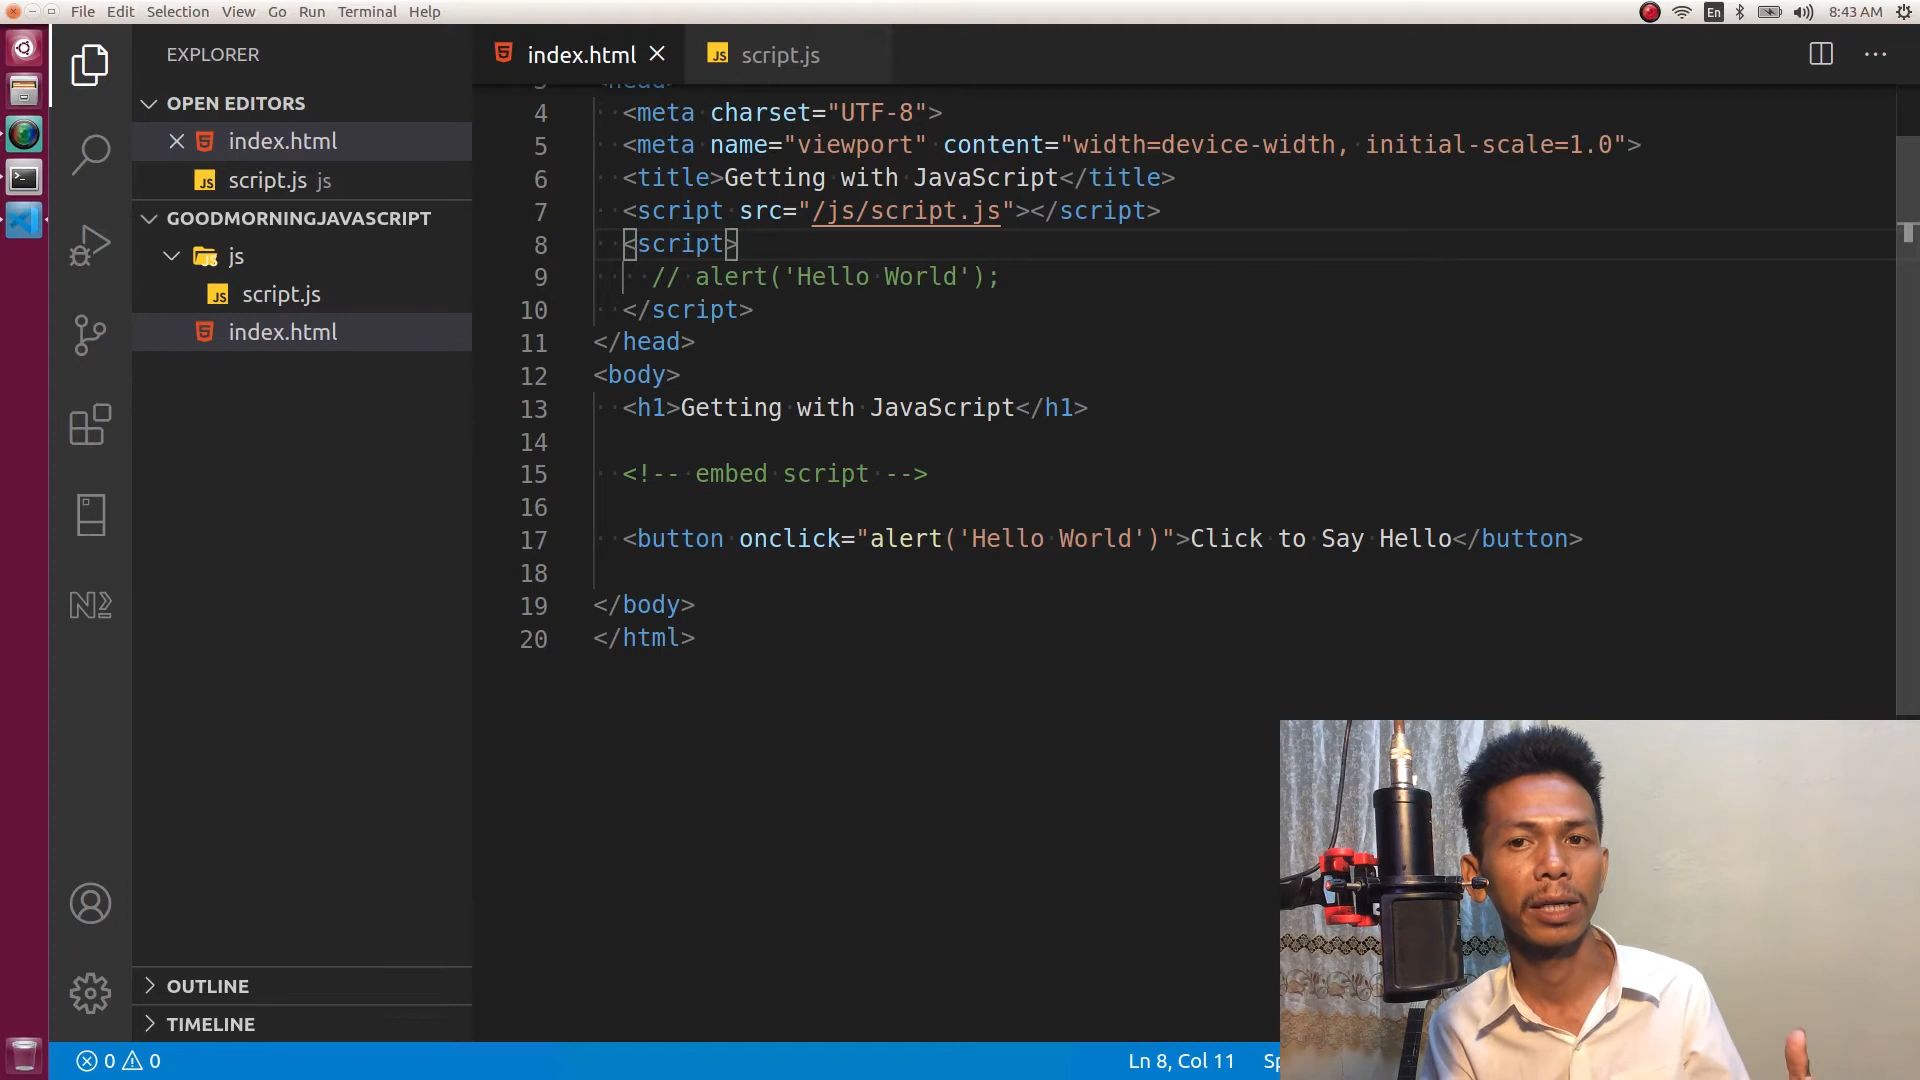 File Edit Selection View Go Run Terminal Help
En
8:43 AM
EXPLORER
OPEN EDITORS
index.html
script.js js
GOODMORNINGJAVASCRIPT
js
script.js
index.html
OUTLINE
TIMELINE
index.html
script.js
4 <meta charset="UTF-8">
5 <meta name="viewport" content="width=device-width, initial-scale=1.0">
6 <title>Getting with JavaScript</title>
7 <script src="/js/script.js"></script>
8 <script>
9 // alert('Hello World');
10 </script>
11 </head>
12 <body>
13 <h1>Getting with JavaScript</h1>
14
15 <!-- embed script -->
16
17 <button onclick="alert('Hello World')">Click to Say Hello</button>
18
19 </body>
20 </html>
0 0
Ln 8, Col 11